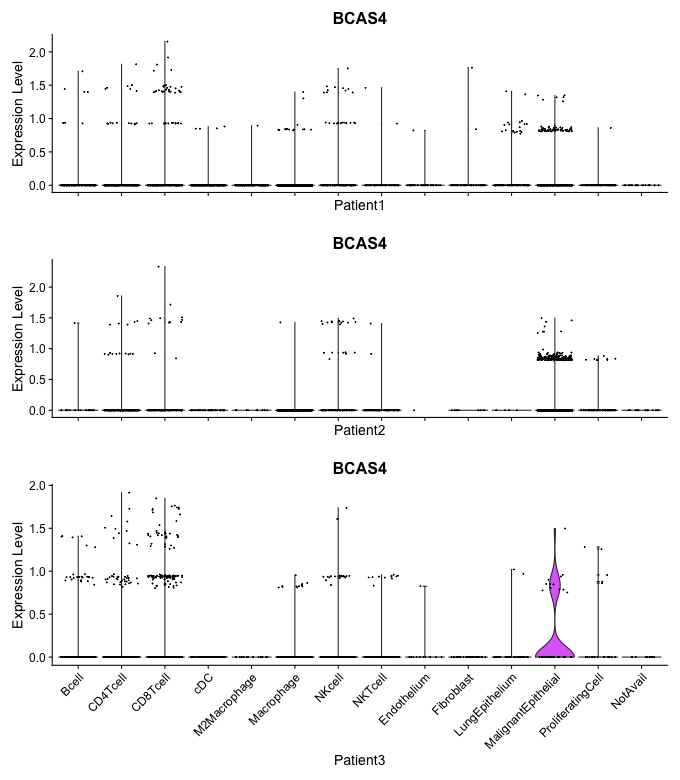 BCAS4
Expression Level
2.0
1.5
1.0
0.5
0.0
Patient1
BCAS4
Expression Level
2.0
1.5
1.0
0.5
0.0
Patient2
BCAS4
Expression Level
2.0
1.5
1.0
0.5
0.0
Bcell
CD4Tcell
CD8Tcell
cDC
M2Macrophage
Macrophage
NKcell
NKTcell
Endothelium
Fibroblast
LungEpithelium
MalignantEpithelial
ProliferatingCell
NotAvail
Patient3